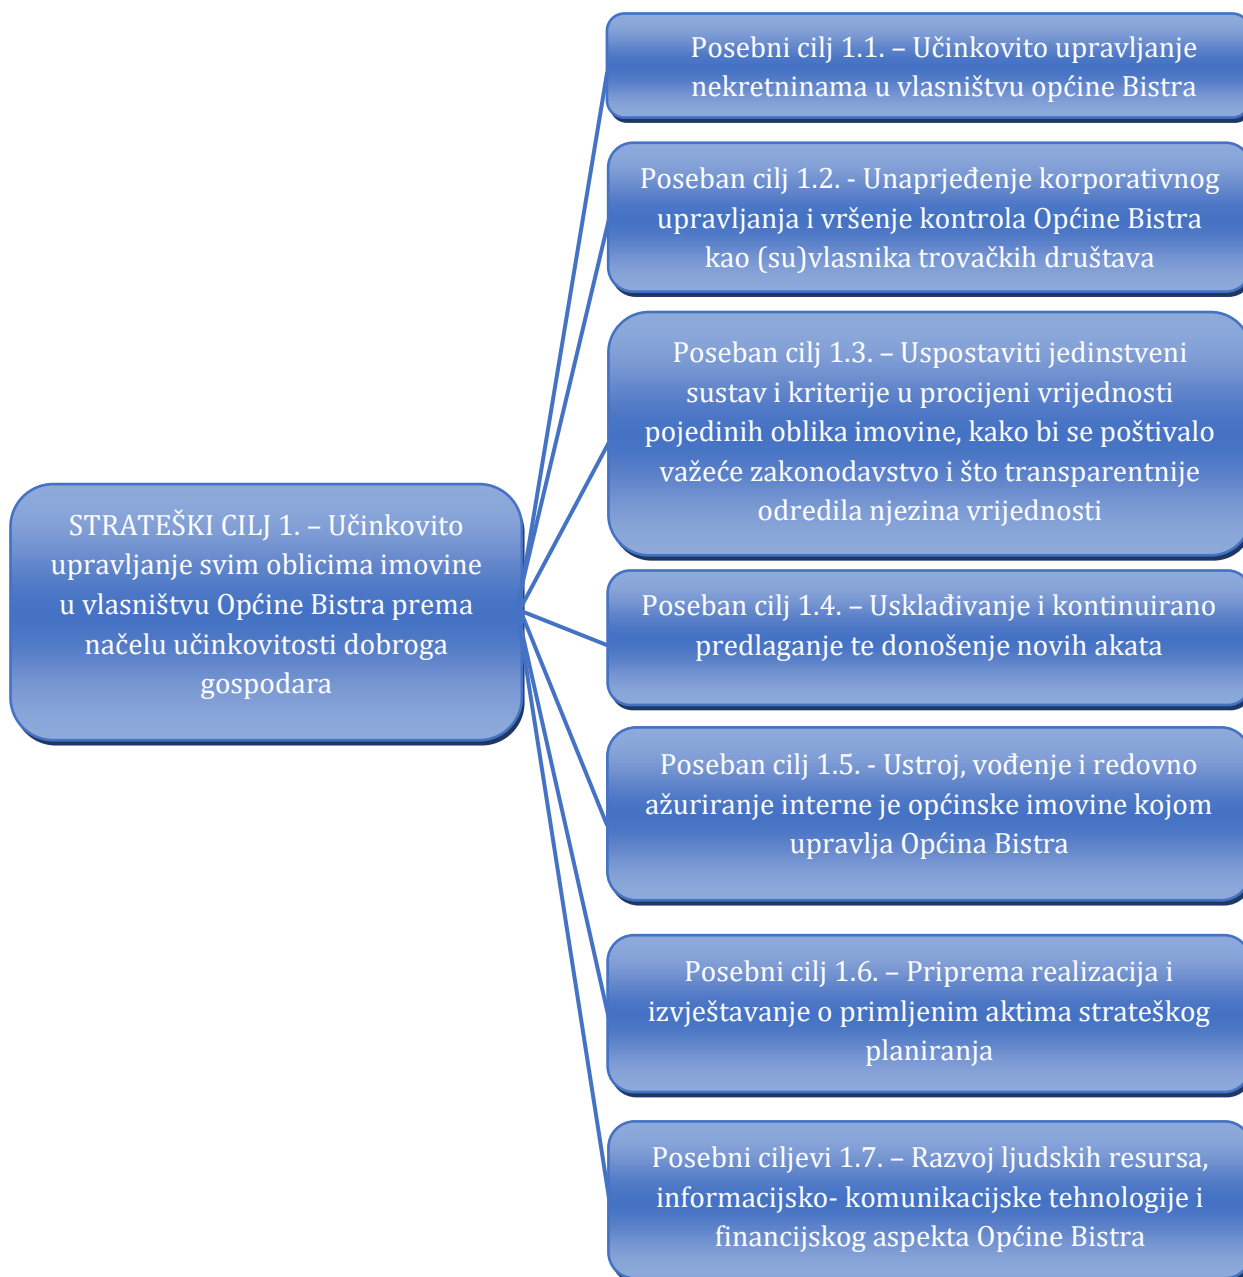 Posebni cilj 1.1. – Učinkovito upravljanje
nekretninama u vlasništvu općine Bistra
Poseban cilj 1.2. - Unaprjeđenje korporativnog
upravljanja i vršenje kontrola Općine Bistra
kao (su)vlasnika trovačkih društava
Poseban cilj 1.3. – Uspostaviti jedinstveni
sustav i kriterije u procijeni vrijednosti
pojedinih oblika imovine, kako bi se poštivalo
važeće zakonodavstvo i što transparentnije
odredila njezina vrijednosti
STRATEŠKI CILJ 1. – Učinkovito
upravljanje svim oblicima imovine
u vlasništvu Općine Bistra prema
načelu učinkovitosti dobroga
gospodara
Poseban cilj 1.4. – Usklađivanje i kontinuirano
predlaganje te donošenje novih akata
Poseban cilj 1.5. - Ustroj, vođenje i redovno
ažuriranje interne je općinske imovine kojom
upravlja Općina Bistra
Posebni cilj 1.6. – Priprema realizacija i
izvještavanje o primljenim aktima strateškog
planiranja
Posebni ciljevi 1.7. – Razvoj ljudskih resursa,
informacijsko- komunikacijske tehnologije i
financijskog aspekta Općine Bistra